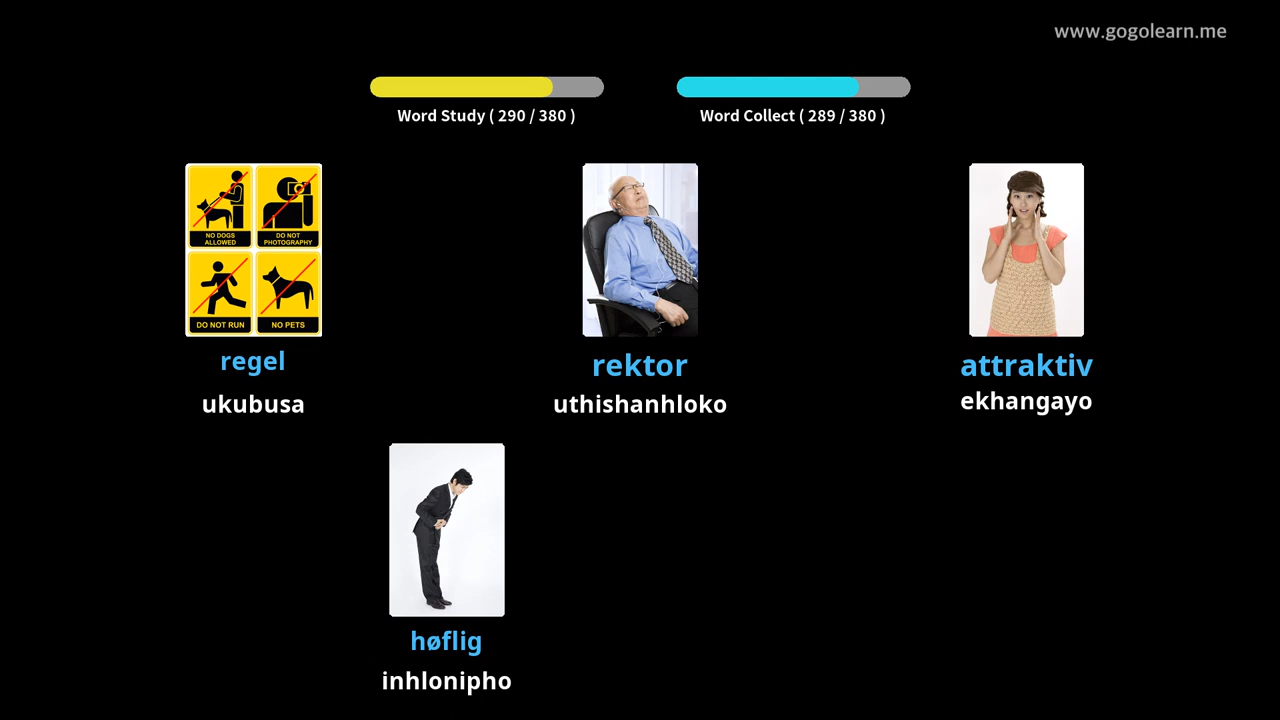 www.gogolearn.me
Word Study ( 290 / 380 )
Word Collect ( 289 / 380 )
NO DOGS
ALLOWED
DO NOT
PHOTOGRAPHY
DO NOT RUN
NO PETS
regel
ukubusa
rektor
uthishanhloko
attraktiv
ekhangayo
høflig
inhlonipho